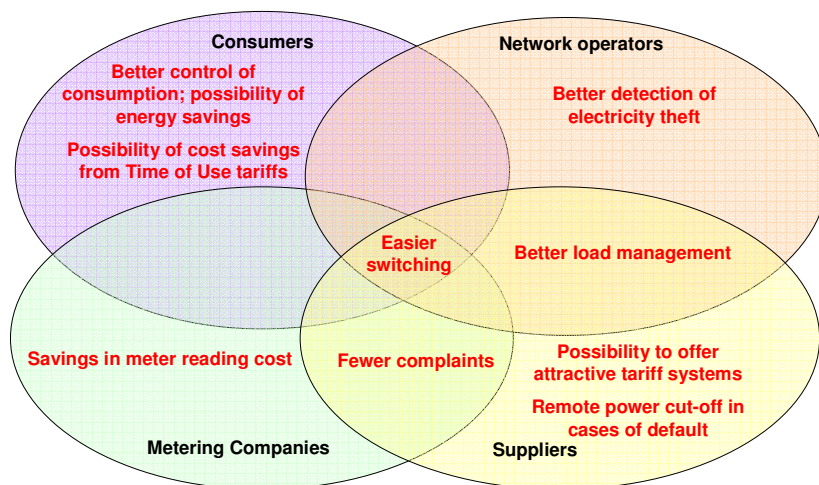 Consumers
Better control of
consumption; possibility of
energy savings
Possibility of cost savings
from Time of Use tariffs
Network operators
Better detection of
electricity theft
Easier
switching
Better load management
Savings in meter reading cost
Fewer complaints
Possibility to offer
attractive tariff systems
Remote power cut-off in
cases of default
Metering Companies
Suppliers